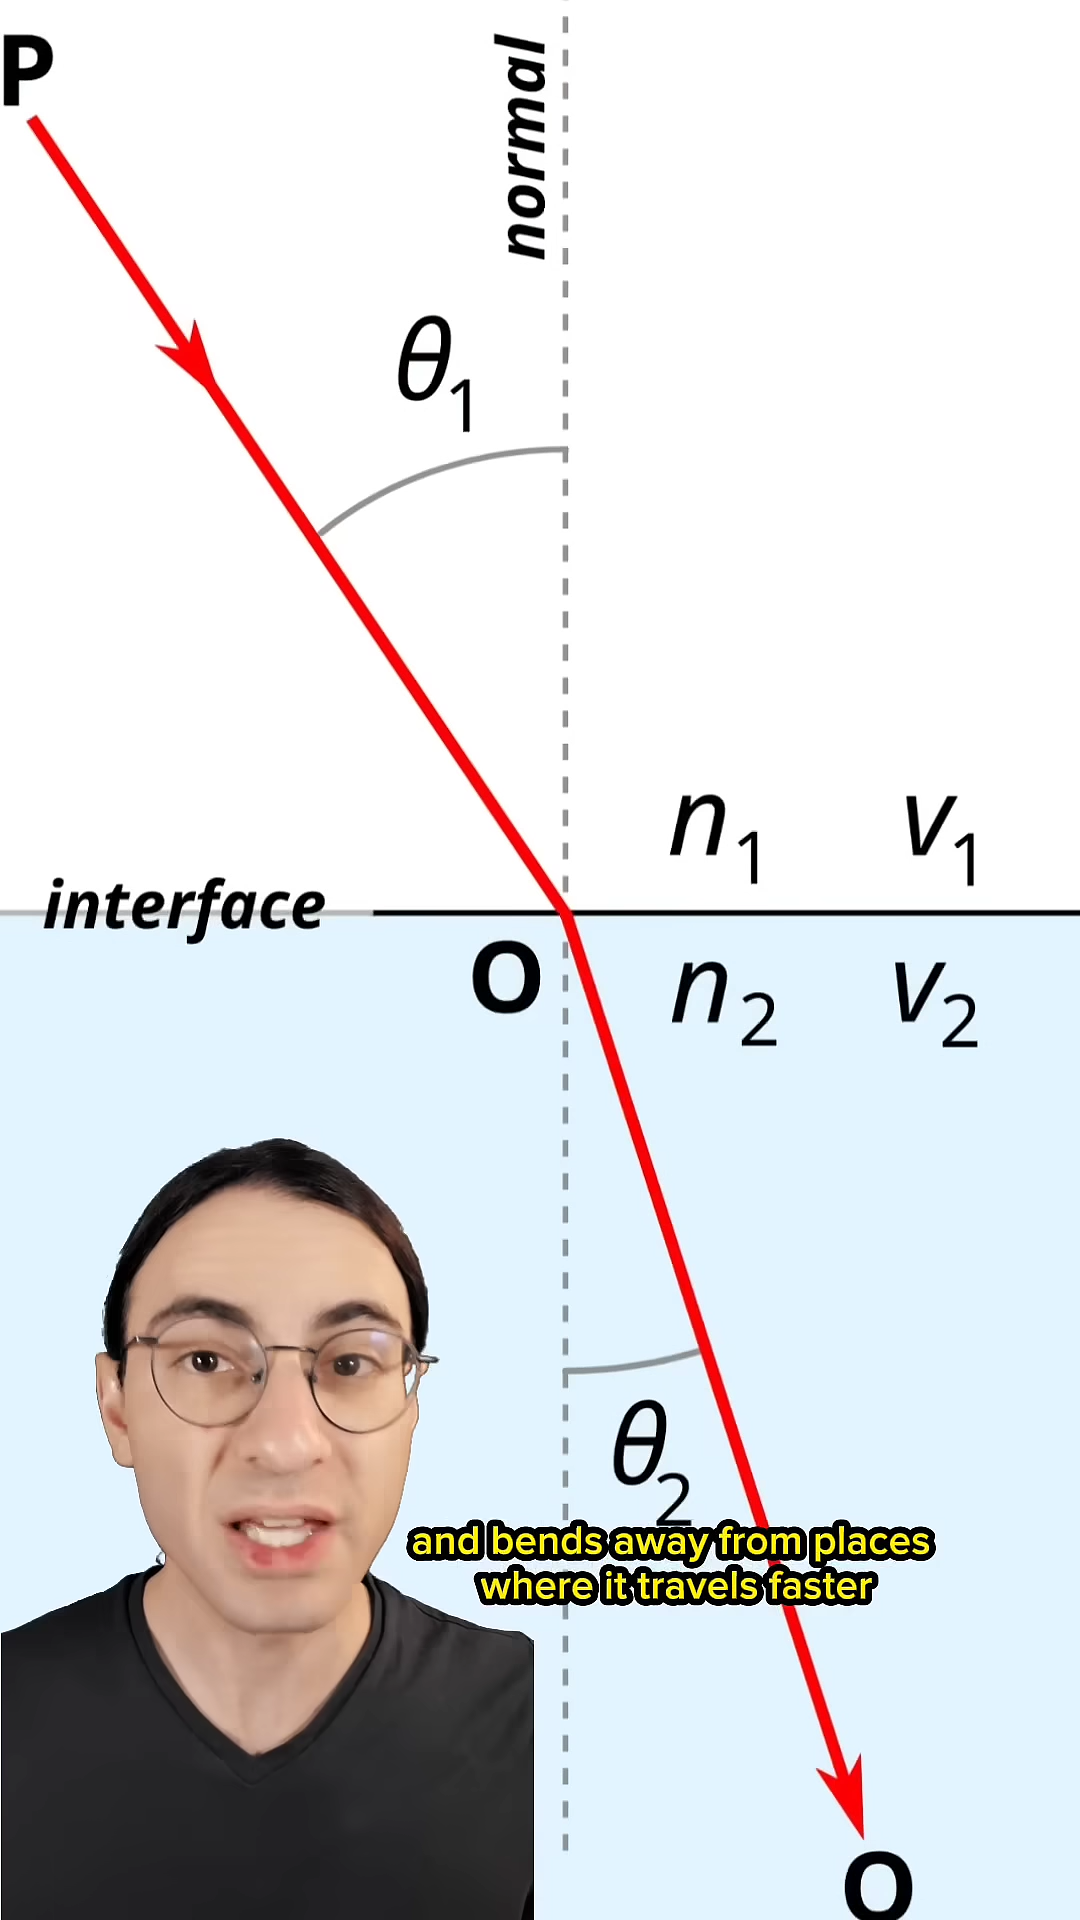 P
normal
θ1
n1 v1
interface
O
n2 v2
θ2
and bends away from places
where it travels faster